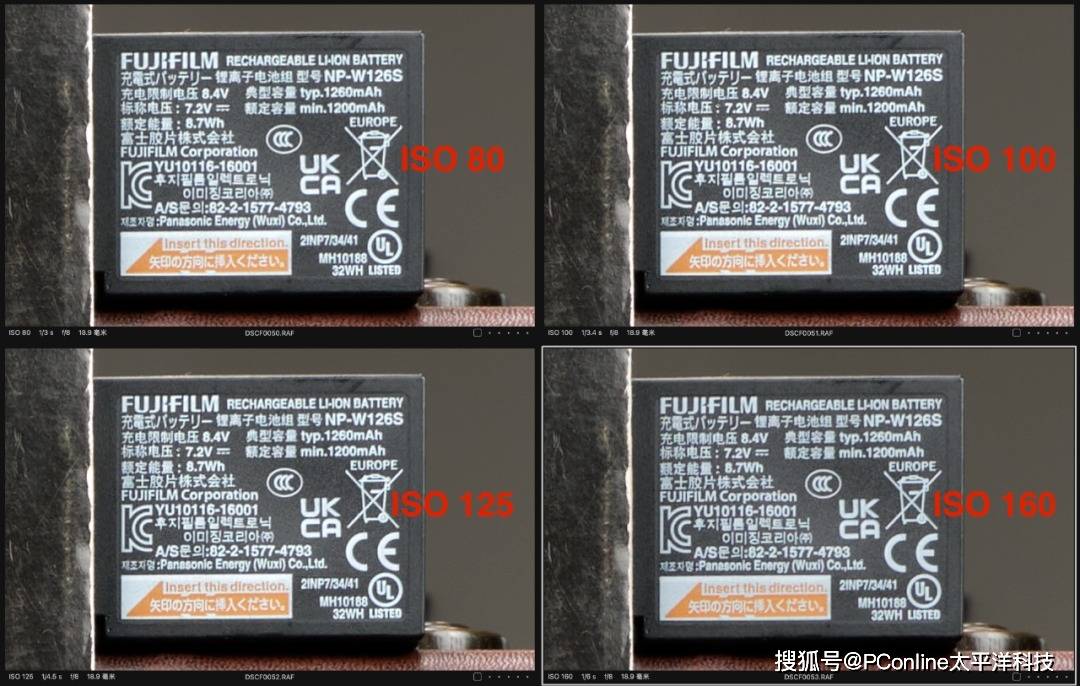 FUJIFILM RECHARGEABLE LI-ION BATTERY
充電式バッテリー 锂离子电池组 型号 NP-W126S
充电限制电压 8.4V 典型容量 typ.1260mAh
标称电压：7.2V ⎓ 额定容量 min.1200mAh
额定能量：8.7Wh
EUROPE
富士胶片株式会社
CCC
FUJIFILM Corporation
YU10116-16001
KC
UK
CA
후지필름일렉트로닉
이미징코리아㈜
CE
A/S문의:82-2-1577-4793
제조자명:Panasonic Energy (Wuxi) Co.,Ltd.
Insert this direction.
矢印の方向に挿入ください。
2INP7/34/41
MH10188
32WH
UL
LISTED
ISO 80
ISO 80 1/3 s f/8 18.9 毫米
DSCF0050.RAF
FUJIFILM RECHARGEABLE LI-ION BATTERY
充電式バッテリー 锂离子电池组 型号 NP-W126S
充电限制电压 8.4V 典型容量 typ.1260mAh
标称电压：7.2V ⎓ 额定容量 min.1200mAh
额定能量：8.7Wh
EUROPE
富士胶片株式会社
CCC
FUJIFILM Corporation
YU10116-16001
KC
UK
CA
후지필름일렉트로닉
이미징코리아㈜
CE
A/S문의:82-2-1577-4793
제조자명:Panasonic Energy (Wuxi) Co.,Ltd.
Insert this direction.
矢印の方向に挿入ください。
2INP7/34/41
MH10188
32WH
UL
LISTED
ISO 100
ISO 100 1/3.4 s f/8 18.9 毫米
DSCF0051.RAF
FUJIFILM RECHARGEABLE LI-ION BATTERY
充電式バッテリー 锂离子电池组 型号 NP-W126S
充电限制电压 8.4V 典型容量 typ.1260mAh
标称电压：7.2V ⎓ 额定容量 min.1200mAh
额定能量：8.7Wh
EUROPE
富士胶片株式会社
CCC
FUJIFILM Corporation
YU10116-16001
KC
UK
CA
후지필름일렉트로닉
이미징코리아㈜
CE
A/S문의:82-2-1577-4793
제조자명:Panasonic Energy (Wuxi) Co.,Ltd.
Insert this direction.
矢印の方向に挿入ください。
2INP7/34/41
MH10188
32WH
UL
LISTED
ISO 125
ISO 125 1/4.5 s f/8 18.9 毫米
DSCF0052.RAF
FUJIFILM RECHARGEABLE LI-ION BATTERY
充電式バッテリー 锂离子电池组 型号 NP-W126S
充电限制电压 8.4V 典型容量 typ.1260mAh
标称电压：7.2V ⎓ 额定容量 min.1200mAh
额定能量：8.7Wh
EUROPE
富士胶片株式会社
CCC
FUJIFILM Corporation
YU10116-16001
KC
UK
CA
후지필름일렉트로닉
이미징코리아㈜
CE
A/S문의:82-2-1577-4793
제조자명:Panasonic Energy (Wuxi) Co.,Ltd.
Insert this direction.
矢印の方向に挿入ください。
2INP7/34/41
MH10188
32WH
UL
LISTED
ISO 160
ISO 160 1/6 s f/8 18.9 毫米
DSCF0053.RAF
搜狐号@PConline太平洋科技